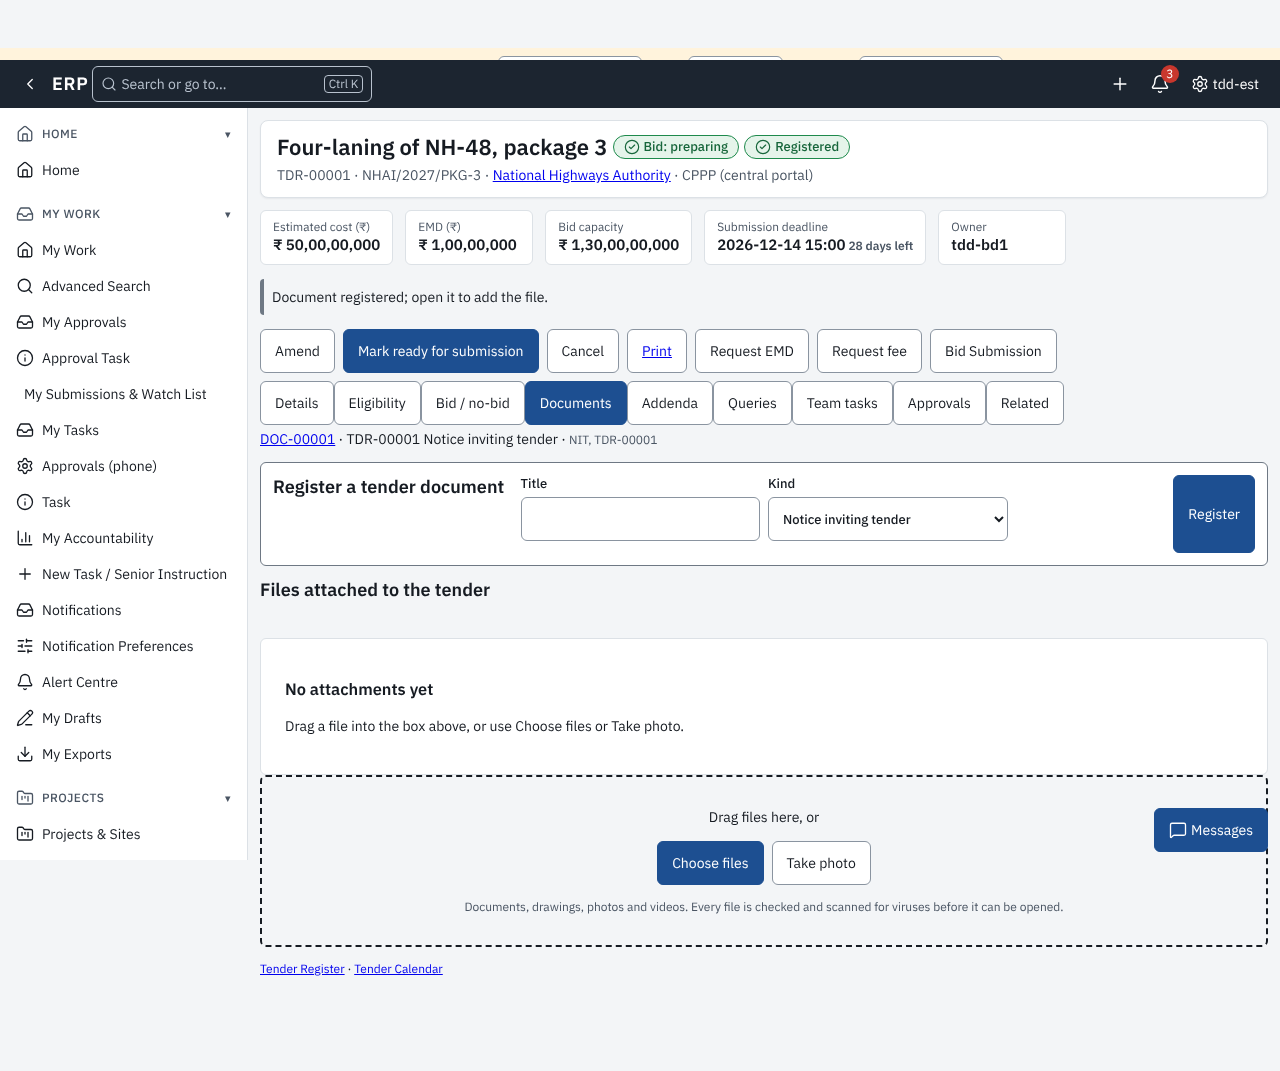 ERP
Search or go to...
Ctrl K
3
tdd-est
HOME
Home
MY WORK
My Work
Advanced Search
My Approvals
Approval Task
My Submissions & Watch List
My Tasks
Approvals (phone)
Task
My Accountability
New Task / Senior Instruction
Notifications
Notification Preferences
Alert Centre
My Drafts
My Exports
PROJECTS
Projects & Sites
Four-laning of NH-48, package 3 Bid: preparing Registered
TDR-00001 · NHAI/2027/PKG-3 · National Highways Authority · CPPP (central portal)
Estimated cost (₹)
₹ 50,00,00,000
EMD (₹)
₹ 1,00,00,000
Bid capacity
₹ 1,30,00,00,000
Submission deadline
2026-12-14 15:00 28 days left
Owner
tdd-bd1
Document registered; open it to add the file.
Amend Mark ready for submission Cancel Print Request EMD Request fee Bid Submission
Details Eligibility Bid / no-bid Documents Addenda Queries Team tasks Approvals Related
DOC-00001 · TDR-00001 Notice inviting tender · NIT, TDR-00001
Register a tender document
Title
Kind
Notice inviting tender
Register
Files attached to the tender
No attachments yet
Drag a file into the box above, or use Choose files or Take photo.
Drag files here, or
Messages
Choose files Take photo
Documents, drawings, photos and videos. Every file is checked and scanned for viruses before it can be opened.
Tender Register · Tender Calendar